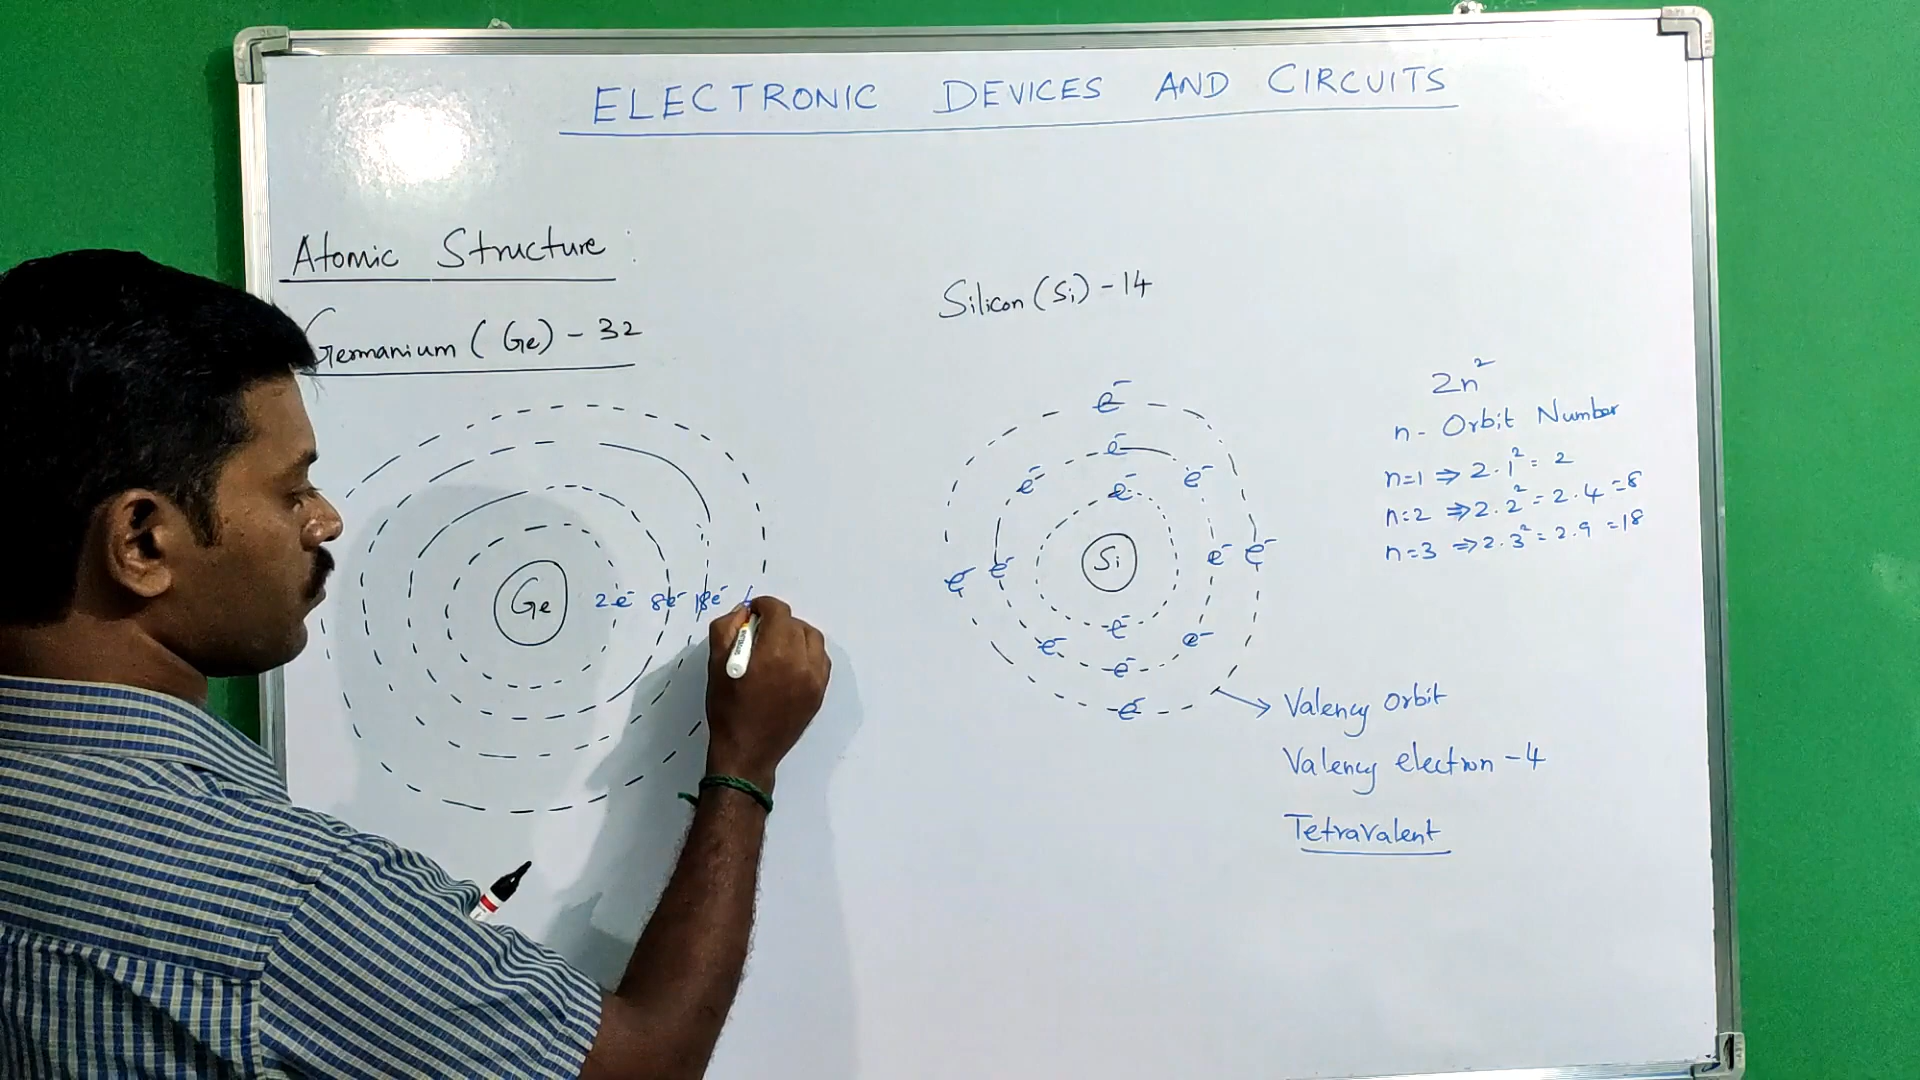 ELECTRONIC DEVICES AND CIRCUITS
Atomic Structure :
Germanium (Ge) - 32
Ge 2e⁻ 8e⁻ 18e⁻
Silicon (Si) - 14
e⁻
e⁻
e⁻ e⁻ e⁻
e⁻ e⁻ Si e⁻ e⁻
e⁻
e⁻ e⁻ e⁻
e⁻
2n²
n - Orbit Number
n=1 ⇒ 2.1² = 2
n=2 ⇒ 2.2² = 2.4 = 8
n=3 ⇒ 2.3² = 2.9 = 18
Valency Orbit
Valency electron - 4
Tetravalent